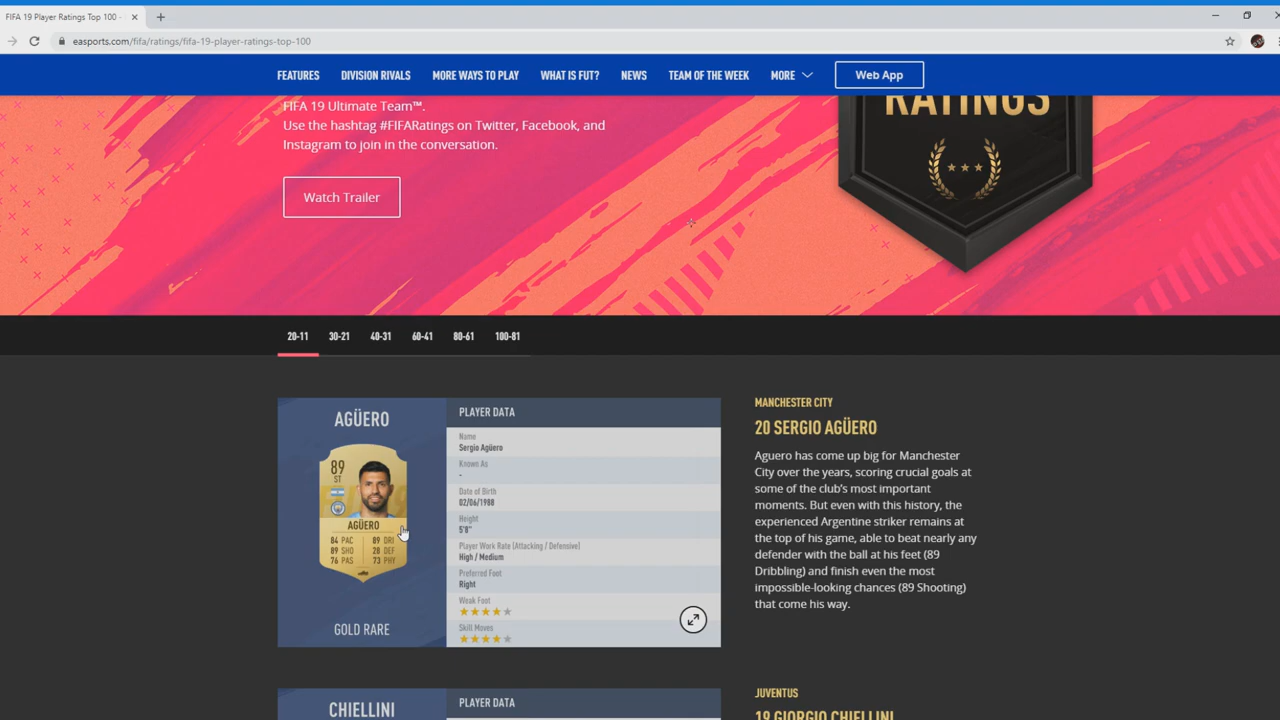 FIFA 19 Player Ratings Top 100 -
easports.com/fifa/ratings/fifa-19-player-ratings-top-100
FEATURES
DIVISION RIVALS
MORE WAYS TO PLAY
WHAT IS FUT?
NEWS
TEAM OF THE WEEK
MORE
Web App
FIFA 19 Ultimate Team™.
Use the hashtag #FIFARatings on Twitter, Facebook, and
Instagram to join in the conversation.
Watch Trailer
RATINGS
20-11
30-21
40-31
60-41
80-61
100-81
AGÜERO
89
ST
AGÜERO
84 PAC 89 DRI
89 SHO 28 DEF
76 PAS 73 PHY
GOLD RARE
PLAYER DATA
Name
Sergio Agüero
Known As
-
Date of Birth
02/06/1988
Height
5'8"
Player Work Rate (Attacking / Defensive)
High / Medium
Preferred Foot
Right
Weak Foot
Skill Moves
MANCHESTER CITY
20 SERGIO AGÜERO
Aguero has come up big for Manchester
City over the years, scoring crucial goals at
some of the club's most important
moments. But even with this history, the
experienced Argentine striker remains at
the top of his game, able to beat nearly any
defender with the ball at his feet (89
Dribbling) and finish even the most
impossible-looking chances (89 Shooting)
that come his way.
CHIELLINI
PLAYER DATA
JUVENTUS
19 GIORGIO CHIELLINI